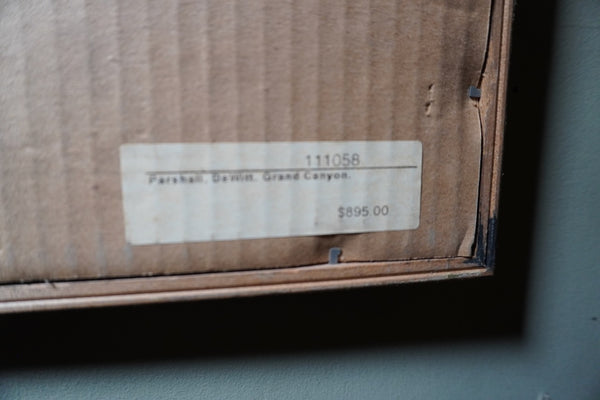 111058
Parshall, DeWitt. Grand Canyon.
$895.00